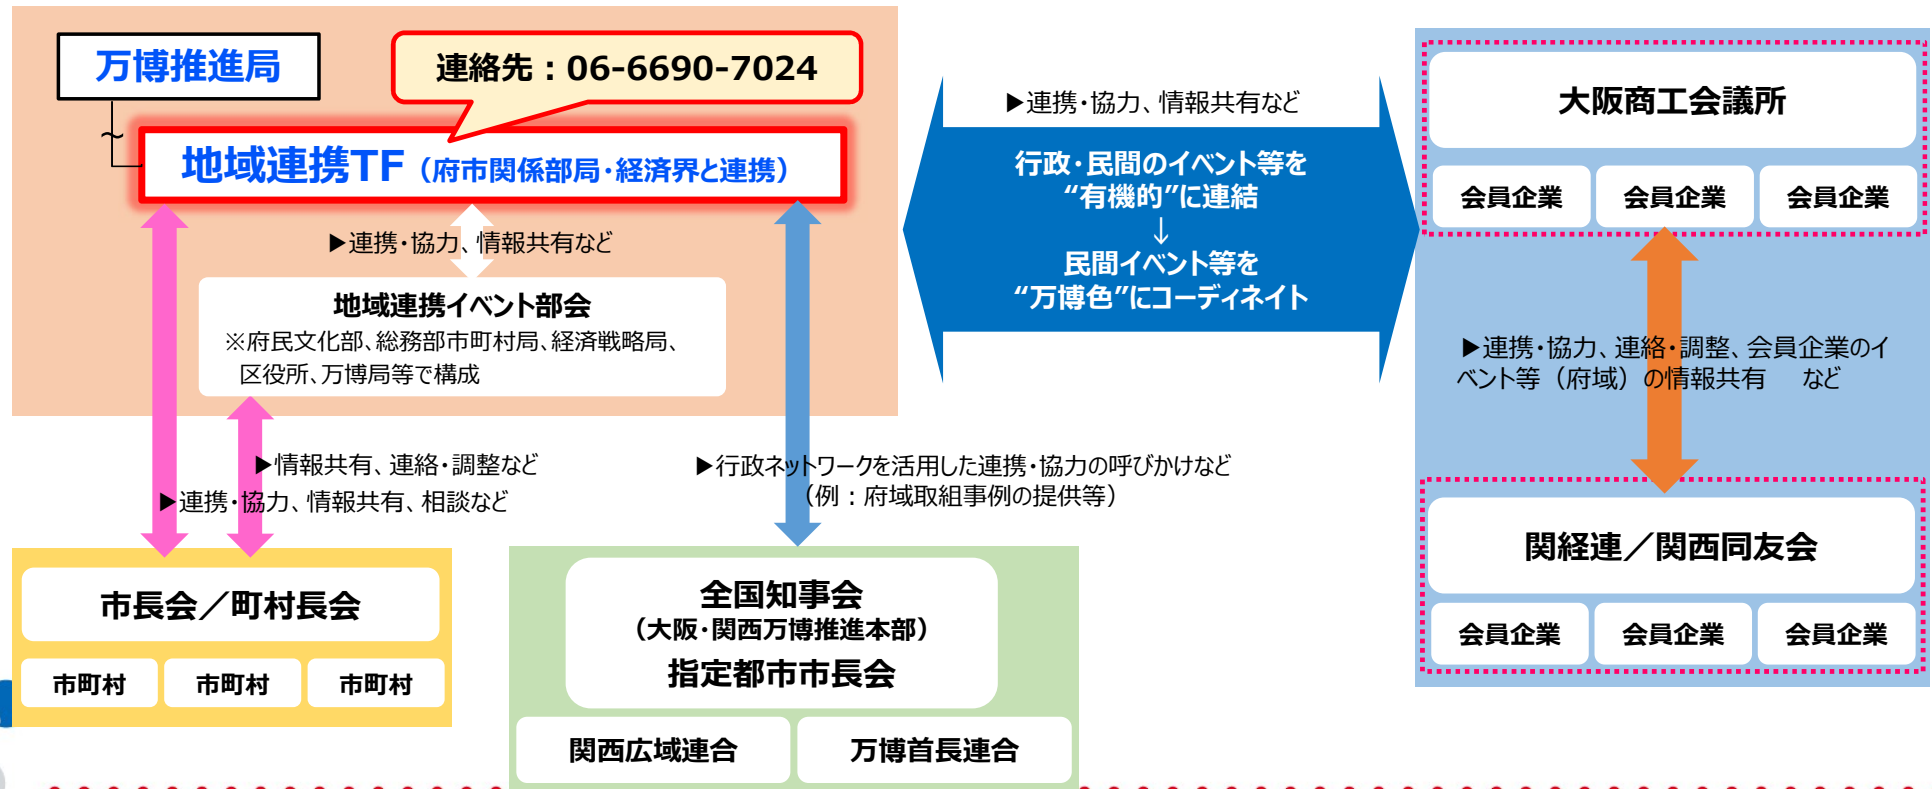 万博推進局
連絡先：06-6690-7024
～
地域連携TF（府市関係部局・経済界と連携）
▶連携・協力、情報共有など
地域連携イベント部会
※府民文化部、総務部市町村局、経済戦略局、
区役所、万博局等で構成
▶情報共有、連絡・調整など
▶連携・協力、情報共有、相談など
▶行政ネットワークを活用した連携・協力の呼びかけなど
（例：府域取組事例の提供等）
市長会／町村長会
市町村 市町村 市町村
全国知事会
（大阪・関西万博推進本部）
指定都市市長会
関西広域連合 万博首長連合
▶連携・協力、情報共有など
行政・民間のイベント等を
“有機的”に連結
↓
民間イベント等を
“万博色”にコーディネイト
大阪商工会議所
会員企業 会員企業 会員企業
▶連携・協力、連絡・調整、会員企業のイ
ベント等（府域）の情報共有 など
関経連／関西同友会
会員企業 会員企業 会員企業